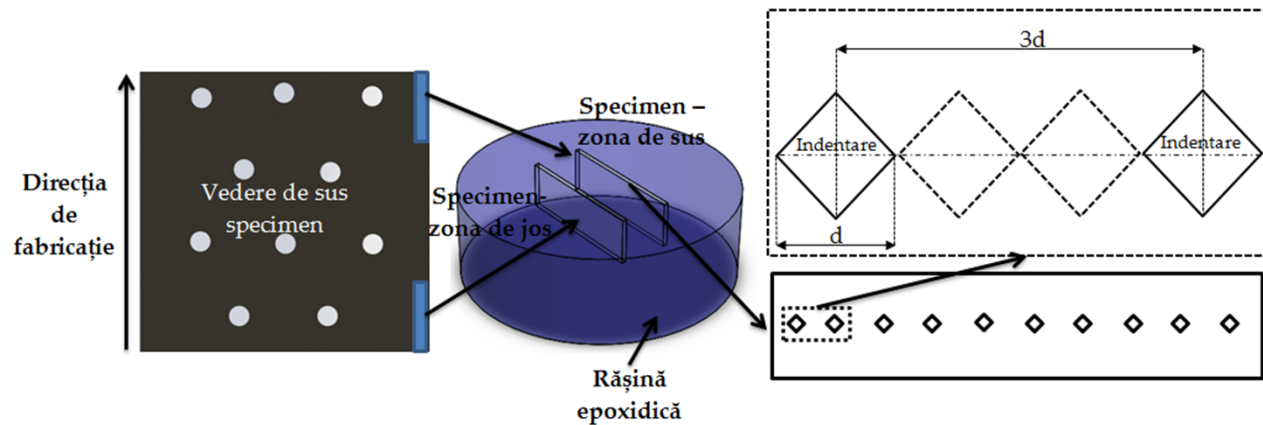 Direcția
de
fabricație
Vedere de sus
specimen
Specimen –
zona de sus
Specimen-
zona de jos
Rășină
epoxidică
3d
Indentare
Indentare
d